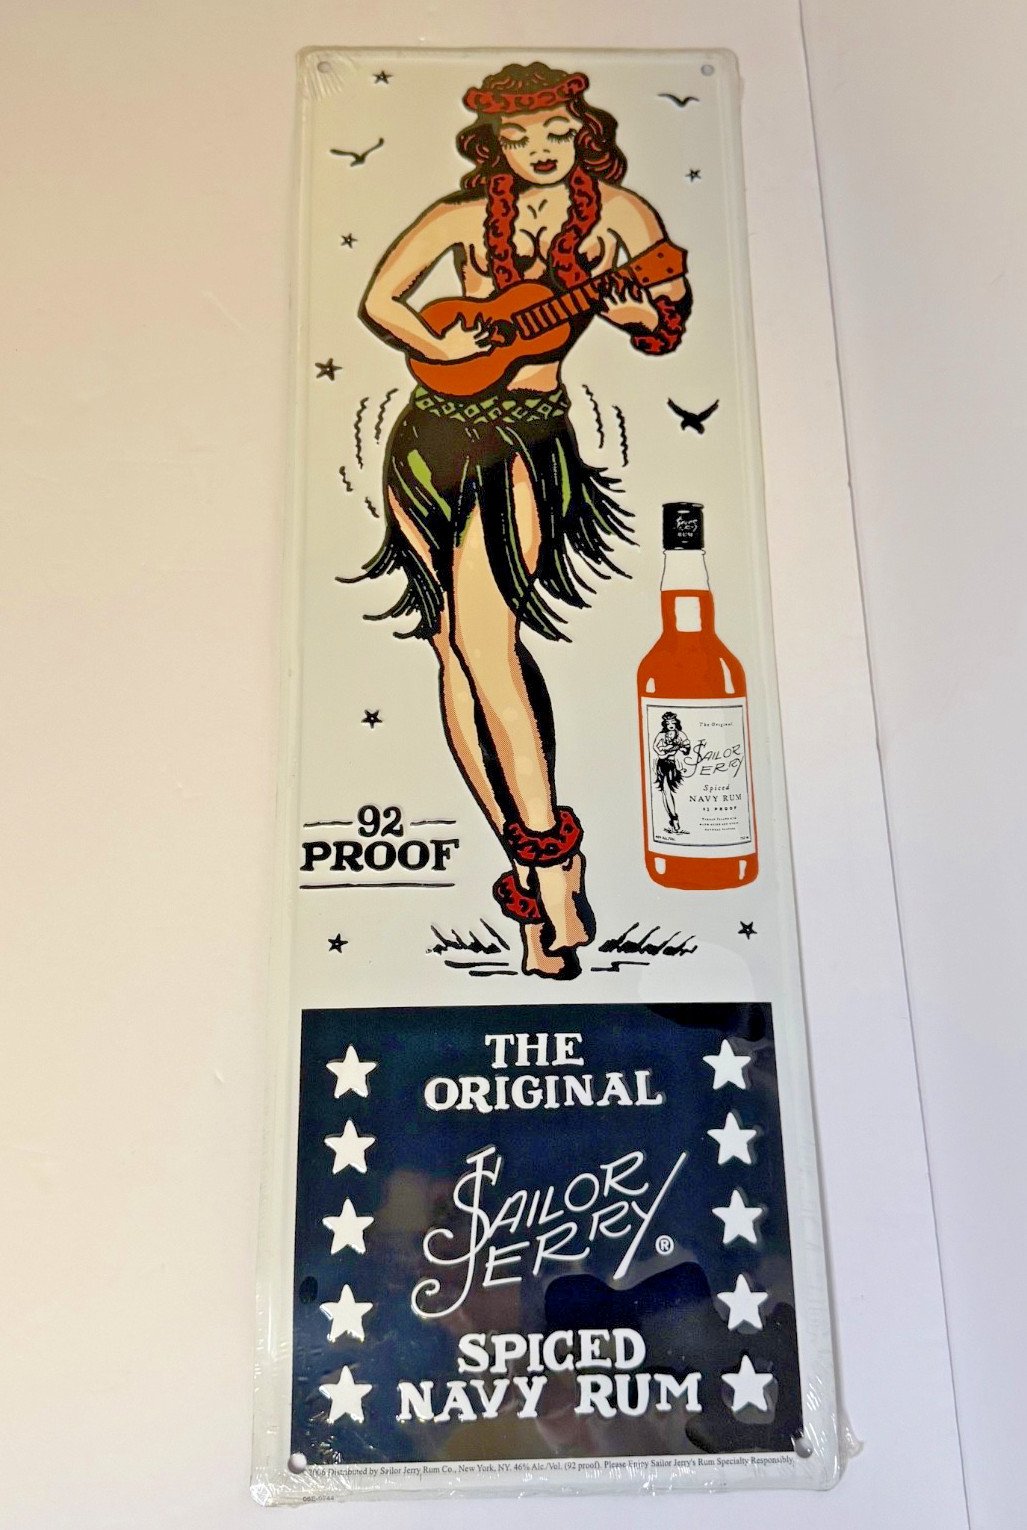 92
PROOF
The Original
SAILOR
JERRY
Spiced
NAVY RUM
92 PROOF
THE
ORIGINAL
SAILOR
JERRY®
SPICED
NAVY RUM
2006 Distributed by Sailor Jerry Rum Co., New York, NY. 46% Alc./Vol. (92 proof). Please Enjoy Sailor Jerry's Rum Specialty Responsibly.